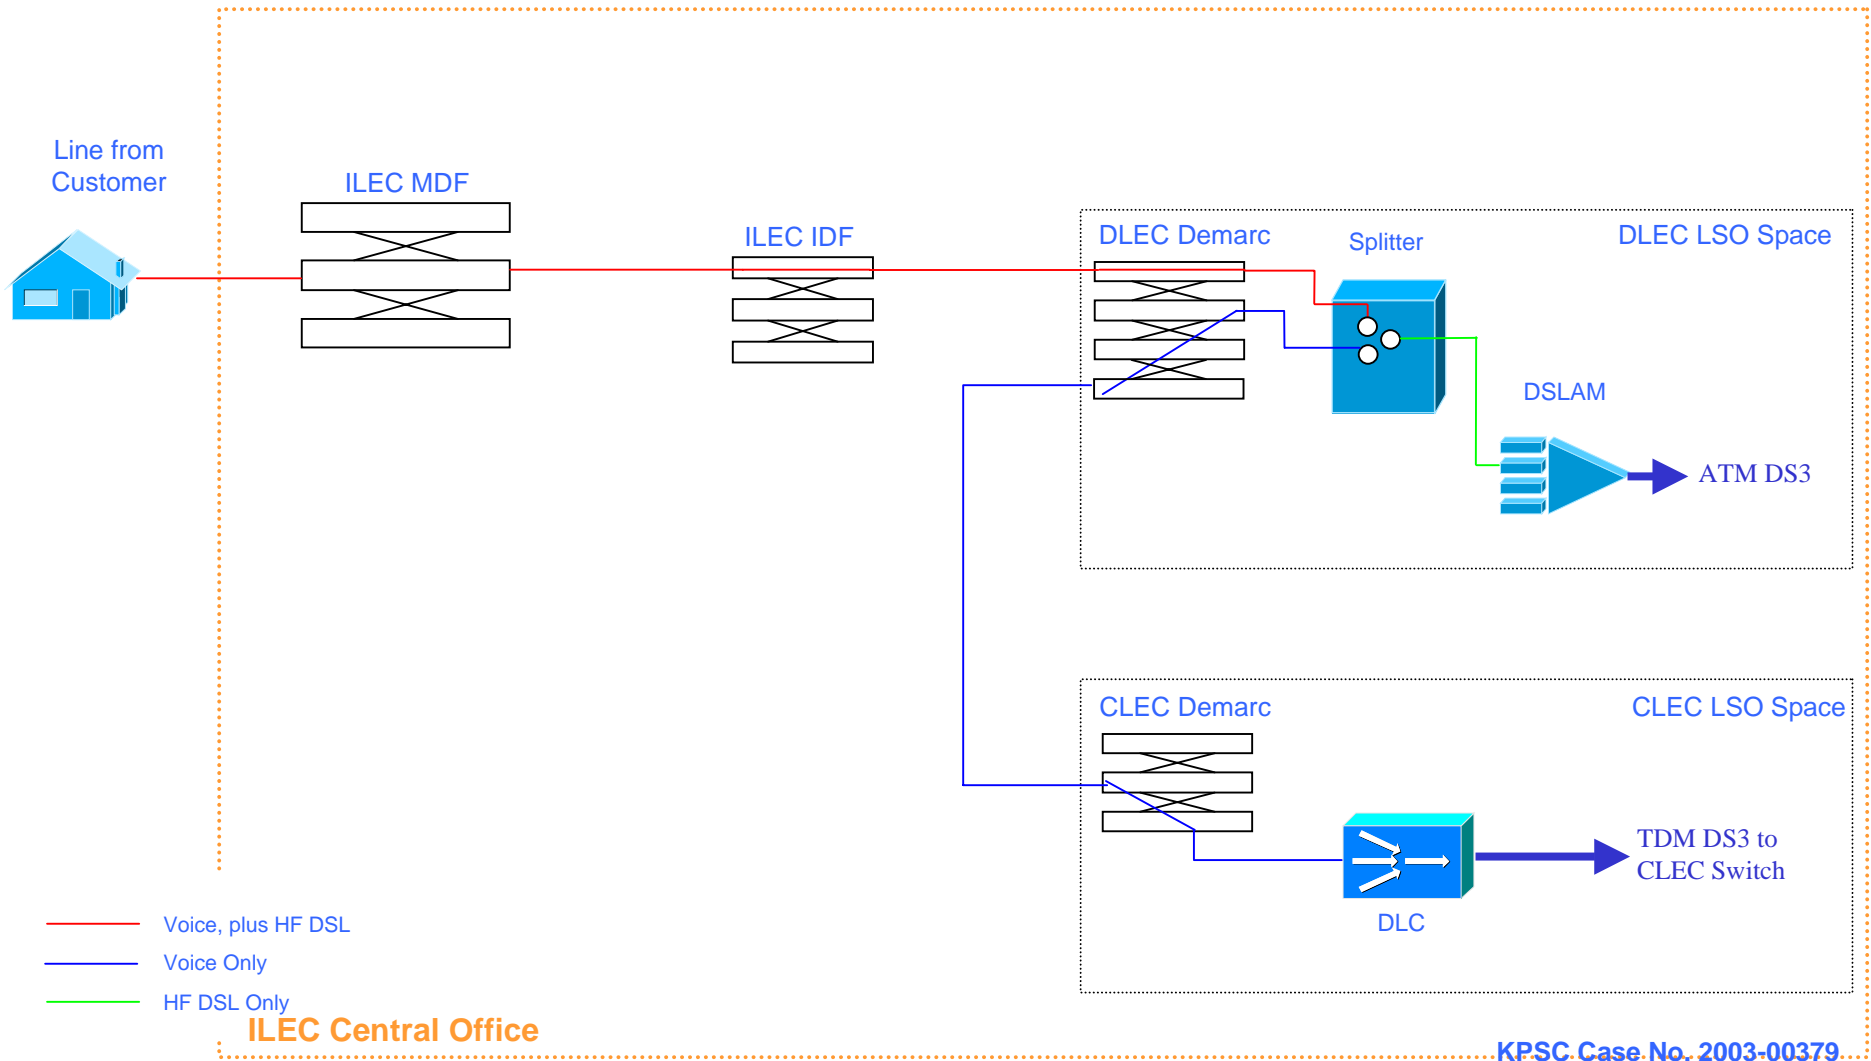 Line from
Customer
ILEC MDF
ILEC IDF
DLEC Demarc
Splitter
DLEC LSO Space
DSLAM
ATM DS3
CLEC Demarc
CLEC LSO Space
TDM DS3 to
CLEC Switch
DLC
Voice, plus HF DSL
Voice Only
HF DSL Only
ILEC Central Office
KPSC Case No. 2003-00379